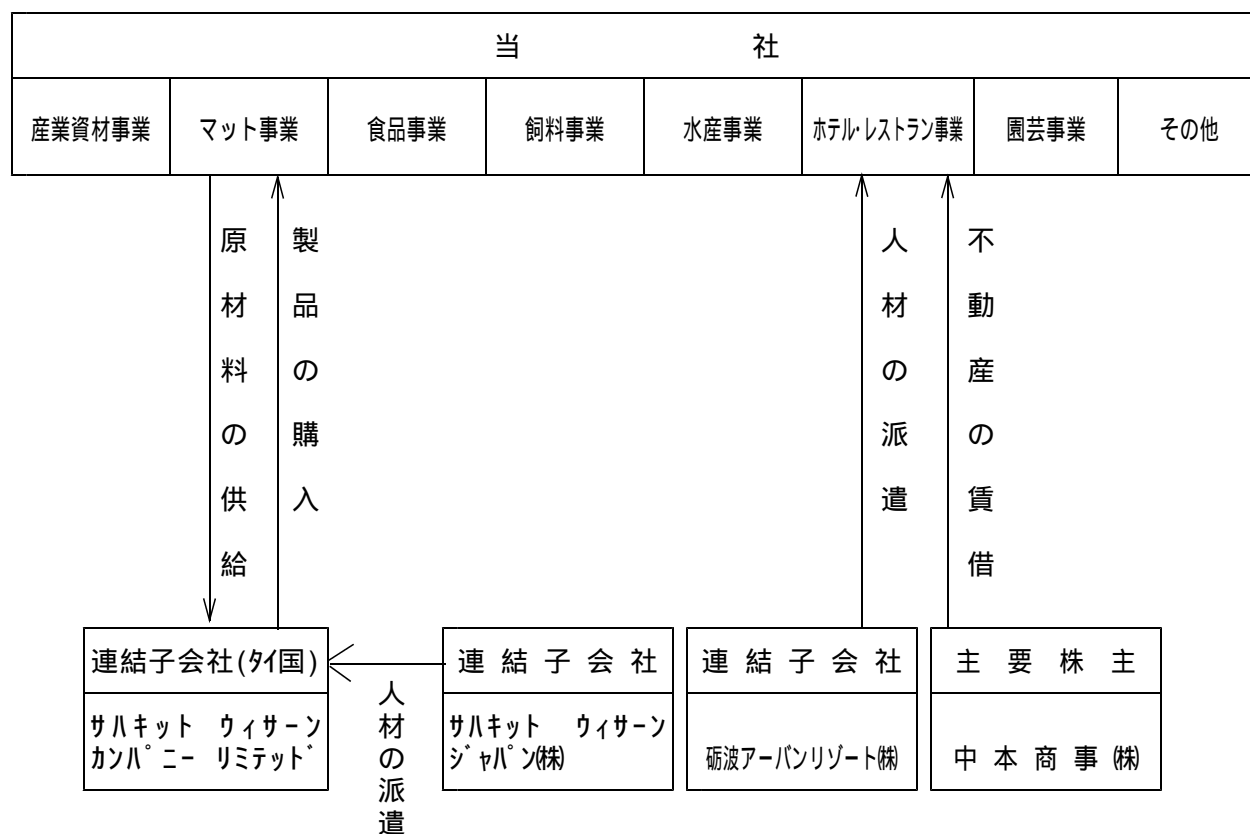 当 社
産業資材事業
マット事業
食品事業
飼料事業
水産事業
ホテル・レストラン事業
園芸事業
その他
原材料の供給
製品の購入
人材の派遣
不動産の賃借
連結子会社(タイ国)
サハキット ウィサーン
カンパニー リミテッド
人材の派遣
連結子会社
サハキット ウィサーン
ジャパン㈱
連結子会社
砺波アーバンリゾート㈱
主要株主
中本商事㈱